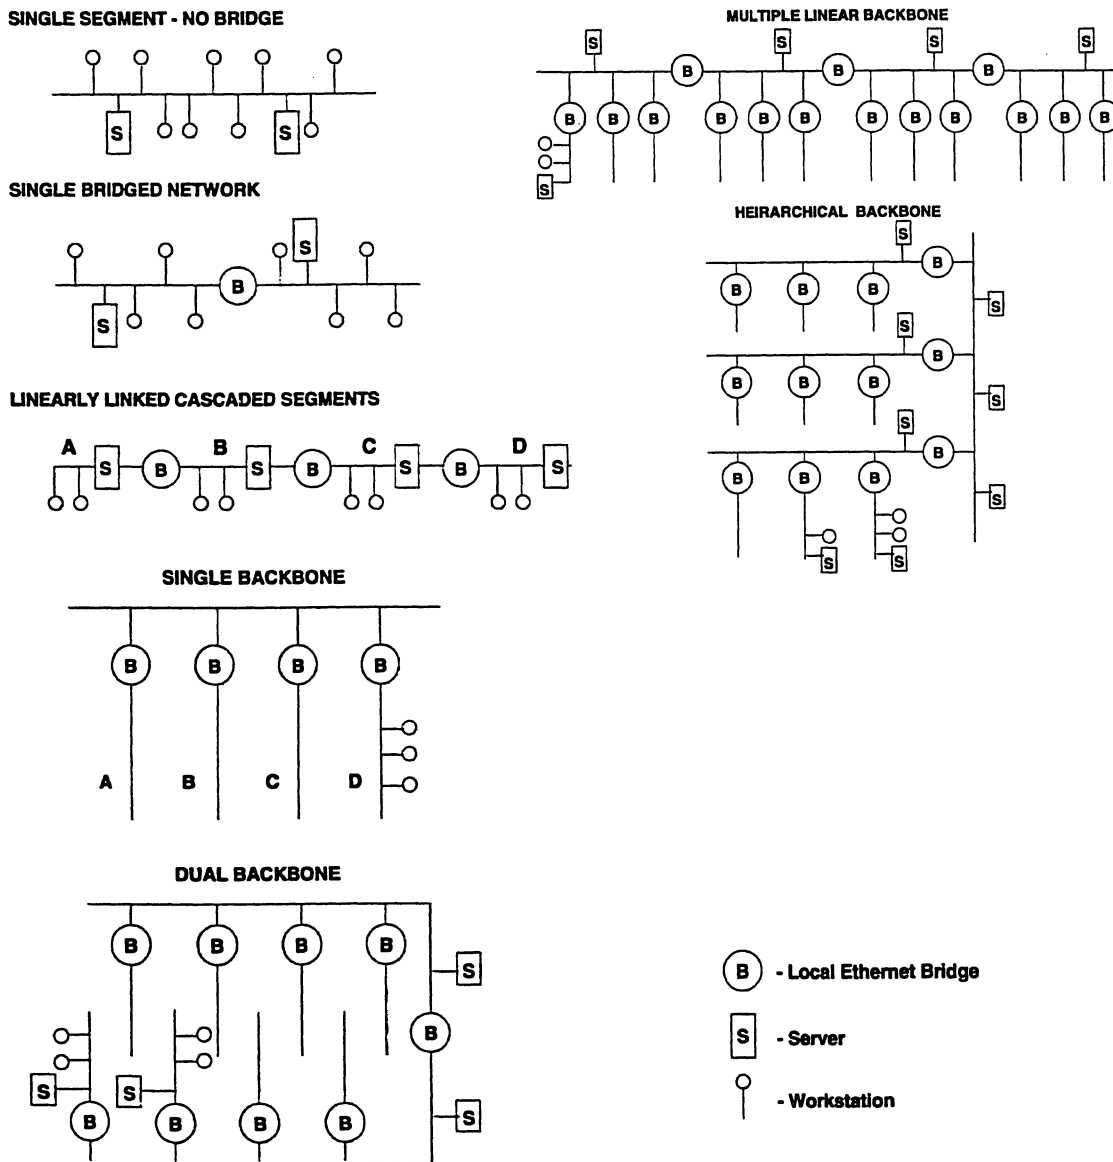 SINGLE SEGMENT - NO BRIDGE
S S
SINGLE BRIDGED NETWORK
S
B
S
LINEARLY LINKED CASCADED SEGMENTS
A B C D
S B S B S B S
SINGLE BACKBONE
B B B B
A B C D
DUAL BACKBONE
B B B B
S
B
S S
B B B B S
MULTIPLE LINEAR BACKBONE
S S S S
B B B
B B B B B B B B B B B B
S
HEIRARCHICAL BACKBONE
S
B
B B B S
S
B
B B B S
S
B
B B B S
S S
B - Local Ethernet Bridge
S - Server
- Workstation